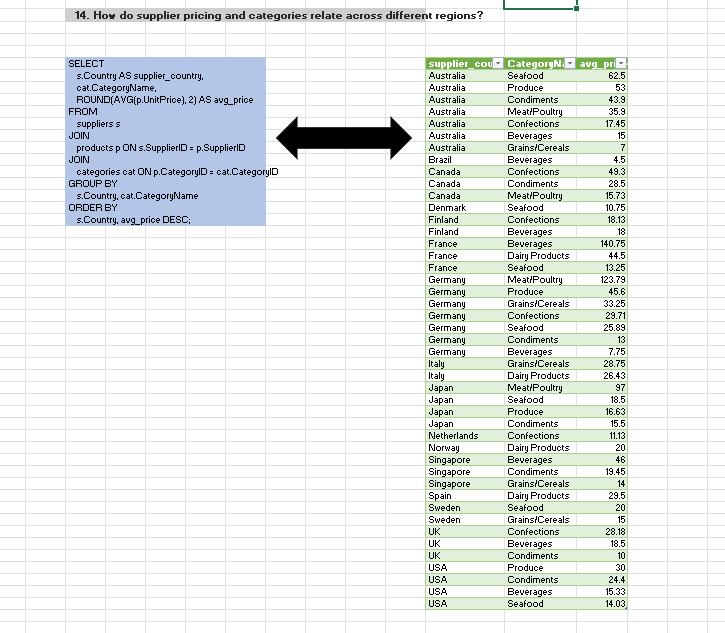 14. How do supplier pricing and categories relate across different regions?
SELECT
s.Country AS supplier_country,
cat.CategoryName,
ROUND(AVG(p.UnitPrice), 2) AS avg_price
FROM
suppliers s
JOIN
products p ON s.SupplierID = p.SupplierID
JOIN
categories cat ON p.CategoryID = cat.CategoryID
GROUP BY
s.Country, cat.CategoryName
ORDER BY
s.Country, avg_price DESC;
supplier_cou CategoryNa avg_pri
Australia Seafood 62.5
Australia Produce 53
Australia Condiments 43.9
Australia Meat/Poultry 35.9
Australia Confections 17.45
Australia Beverages 15
Australia Grains/Cereals 7
Brazil Beverages 4.5
Canada Confections 49.3
Canada Condiments 28.5
Canada Meat/Poultry 15.73
Denmark Seafood 10.75
Finland Confections 18.13
Finland Beverages 18
France Beverages 140.75
France Dairy Products 44.5
France Seafood 13.25
Germany Meat/Poultry 123.79
Germany Produce 45.6
Germany Grains/Cereals 33.25
Germany Confections 29.71
Germany Seafood 25.89
Germany Condiments 13
Germany Beverages 7.75
Italy Grains/Cereals 28.75
Italy Dairy Products 26.43
Japan Meat/Poultry 97
Japan Seafood 18.5
Japan Produce 16.63
Japan Condiments 15.5
Netherlands Confections 11.13
Norway Dairy Products 20
Singapore Beverages 46
Singapore Condiments 19.45
Singapore Grains/Cereals 14
Spain Dairy Products 29.5
Sweden Seafood 20
Sweden Grains/Cereals 15
UK Confections 28.18
UK Beverages 18.5
UK Condiments 10
USA Produce 30
USA Condiments 24.4
USA Beverages 15.33
USA Seafood 14.03